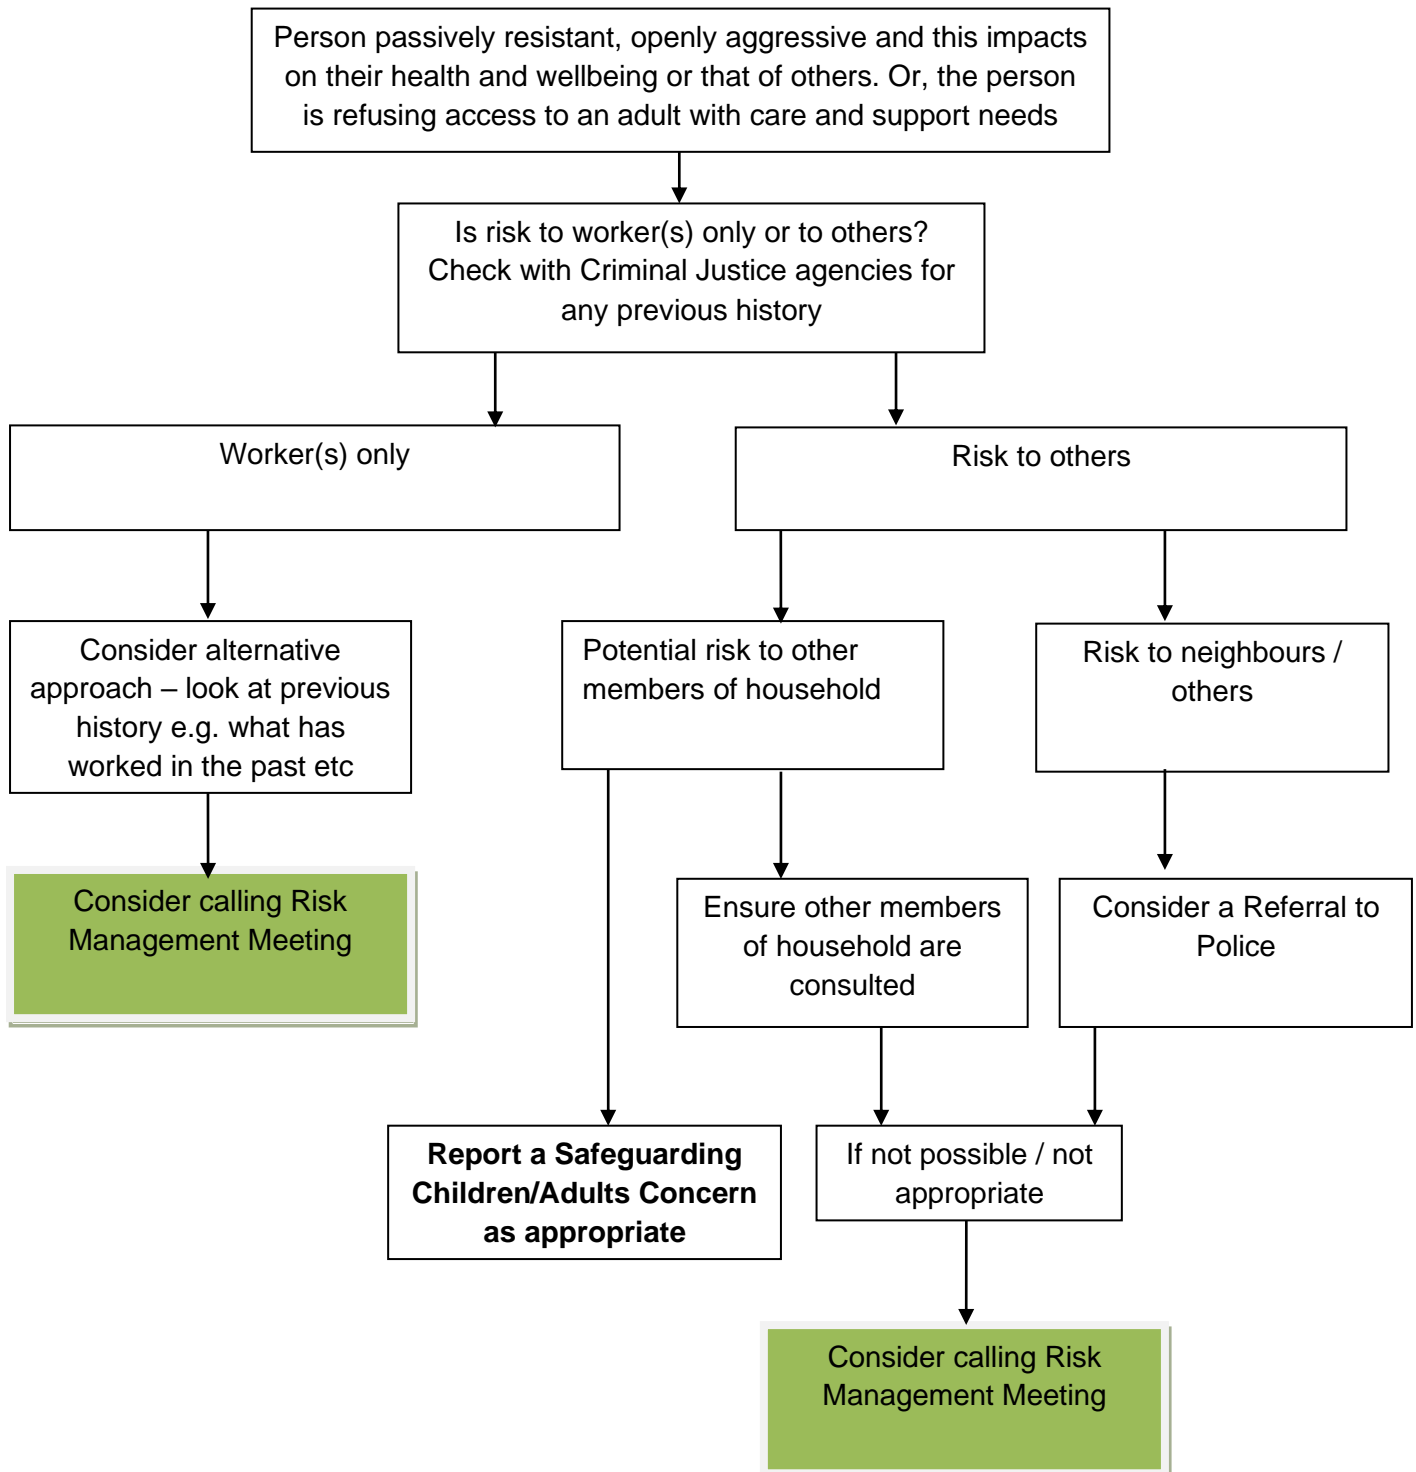 Person passively resistant, openly aggressive and this impacts
on their health and wellbeing or that of others. Or, the person
is refusing access to an adult with care and support needs
Is risk to worker(s) only or to others?
Check with Criminal Justice agencies for
any previous history
Worker(s) only
Risk to others
Consider alternative
approach – look at previous
history e.g. what has
worked in the past etc
Potential risk to other
members of household
Risk to neighbours /
others
Consider calling Risk
Management Meeting
Ensure other members
of household are
consulted
Consider a Referral to
Police
Report a Safeguarding
Children/Adults Concern
as appropriate
If not possible / not
appropriate
Consider calling Risk
Management Meeting